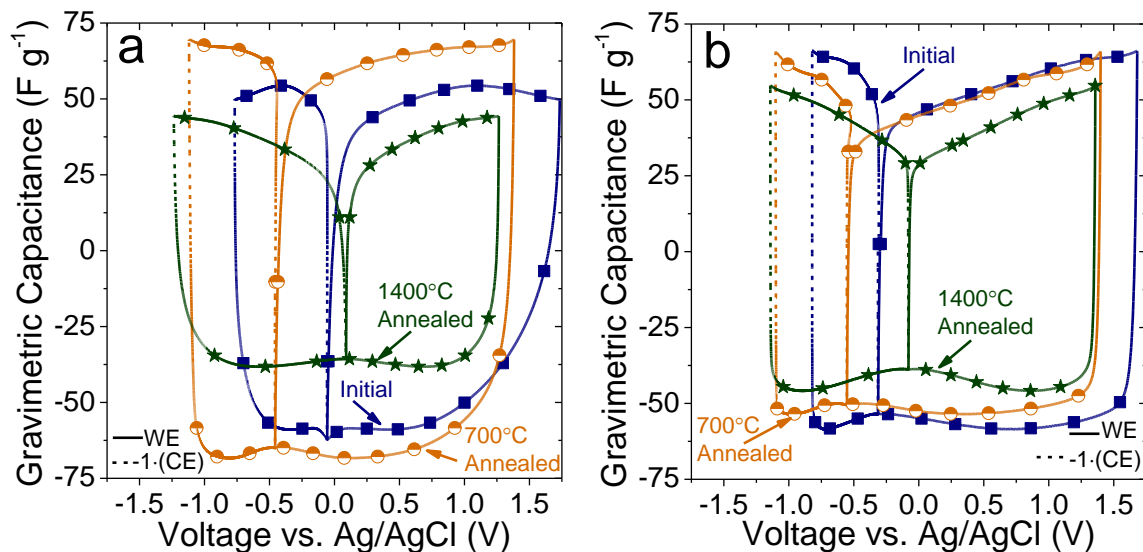 a
Gravimetric Capacitance (F g⁻¹)
75
50
25
0
-25
-50
-75
1400°C
Annealed
Initial
700°C
Annealed
WE
-1·(CE)
-1.5 -1.0 -0.5 0.0 0.5 1.0 1.5
Voltage vs. Ag/AgCl (V)
b
Gravimetric Capacitance (F g⁻¹)
75
50
25
0
-25
-50
-75
Initial
1400°C
Annealed
700°C
Annealed
WE
-1·(CE)
-1.5 -1.0 -0.5 0.0 0.5 1.0 1.5
Voltage vs. Ag/AgCl (V)